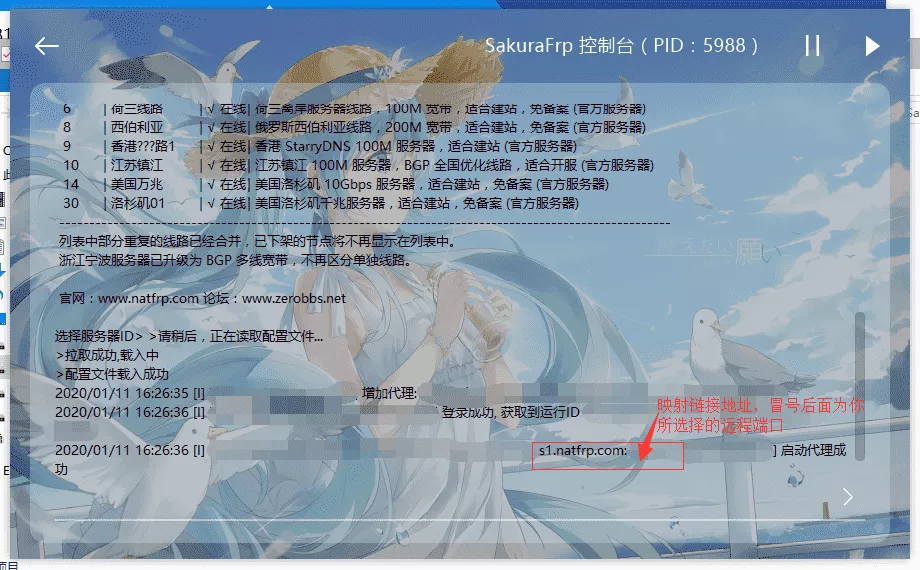 SakuraFrp 控制台（PID：5988）
6 | 荷兰线路 | √ 在线| 荷兰离岸服务器线路，100M 宽带，适合建站，免备案 (官方服务器)
8 | 西伯利亚 | √ 在线| 俄罗斯西伯利亚线路，200M 宽带，适合建站，免备案 (官方服务器)
9 | 香港???路1 | √ 在线| 香港 StarryDNS 100M 服务器，适合建站 (官方服务器)
10 | 江苏镇江 | √ 在线| 江苏镇江 100M 服务器，BGP 全国优化线路，适合开服 (官方服务器)
14 | 美国万兆 | √ 在线| 美国洛杉矶 10Gbps 服务器，适合建站，免备案 (官方服务器)
30 | 洛杉矶01 | √ 在线| 美国洛杉矶千兆服务器，适合建站，免备案 (官方服务器)
列表中部分重复的线路已经合并，已下架的节点将不再显示在列表中。
浙江宁波服务器已升级为 BGP 多线宽带，不再区分单独线路。
官网：www.natfrp.com 论坛：www.zerobbs.net
选择服务器ID> >请稍后，正在读取配置文件...
>拉取成功,载入中
>配置文件载入成功
2020/01/11 16:26:35 [I] 增加代理:
2020/01/11 16:26:36 [I] 登录成功, 获取到运行ID
映射链接地址，冒号后面为你
所选择的远程端口
2020/01/11 16:26:36 [I] s1.natfrp.com: ] 启动代理成
功